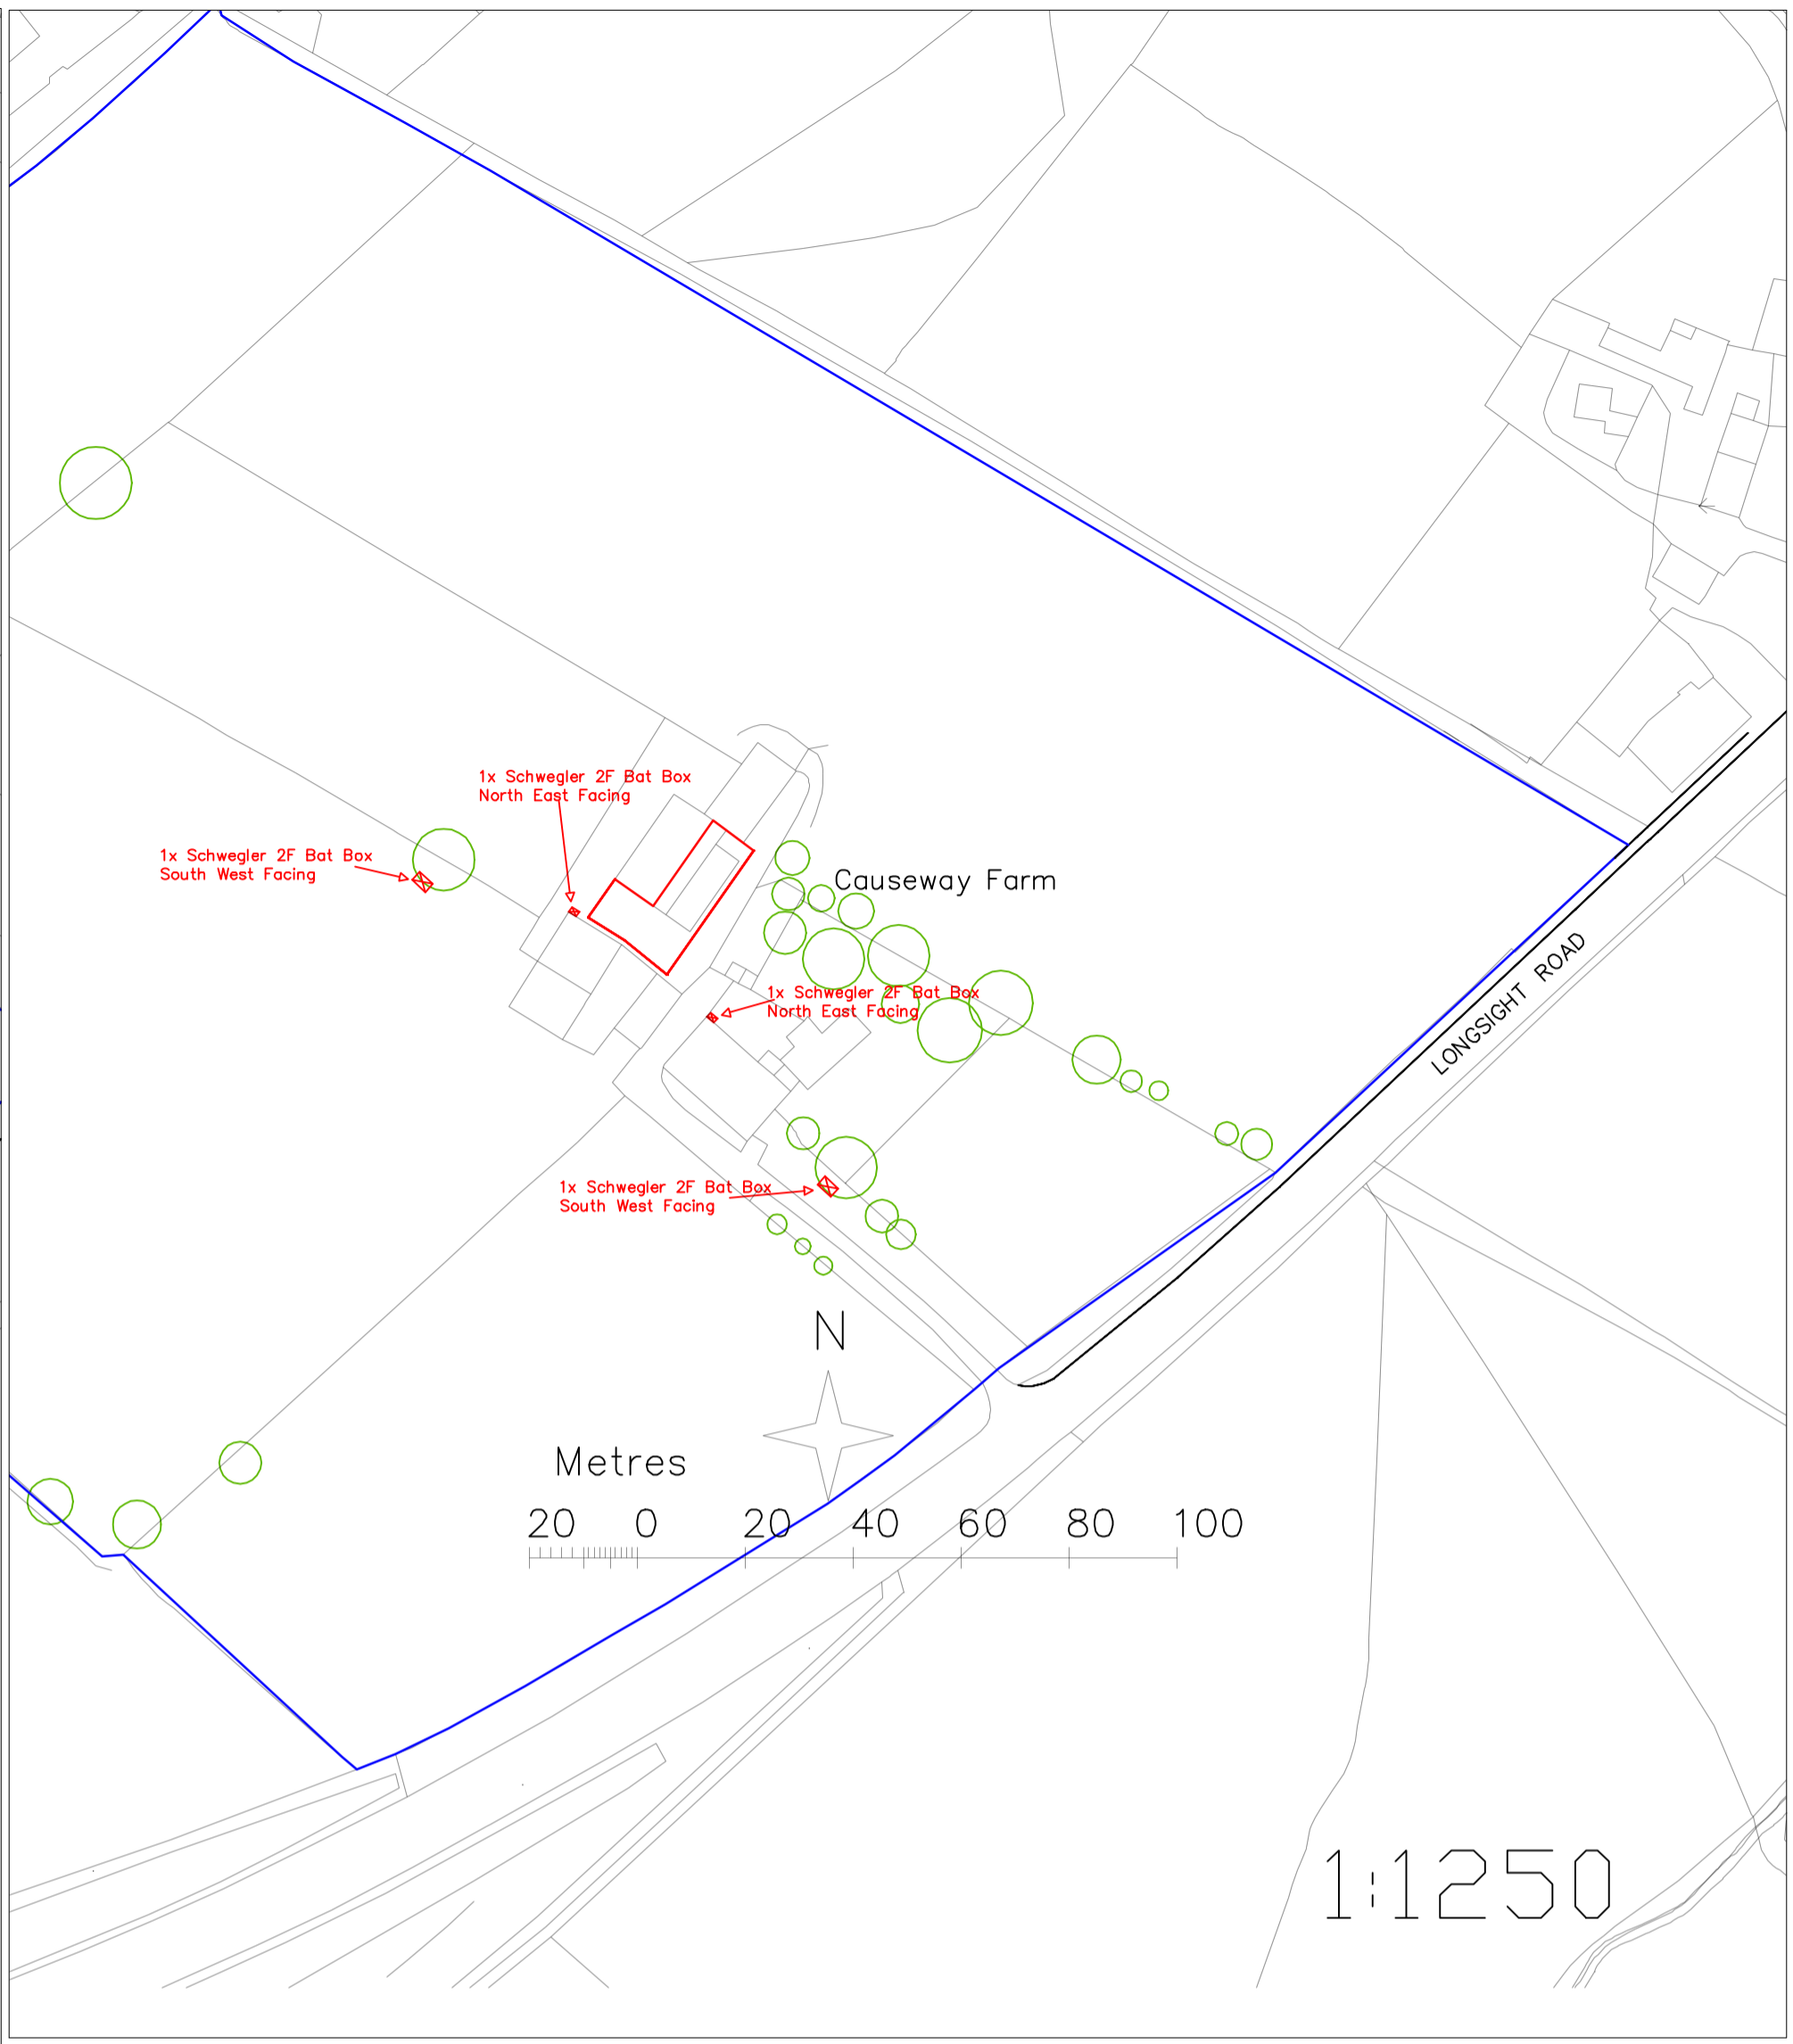 1x Schwegler 2F Bat Box
North East Facing
1x Schwegler 2F Bat Box
South West Facing
Causeway Farm
1x Schwegler 2F Bat Box
North East Facing
LONGSIGHT ROAD
1x Schwegler 2F Bat Box
South West Facing
N
Metres
20 0 20 40 60 80 100
1:1250